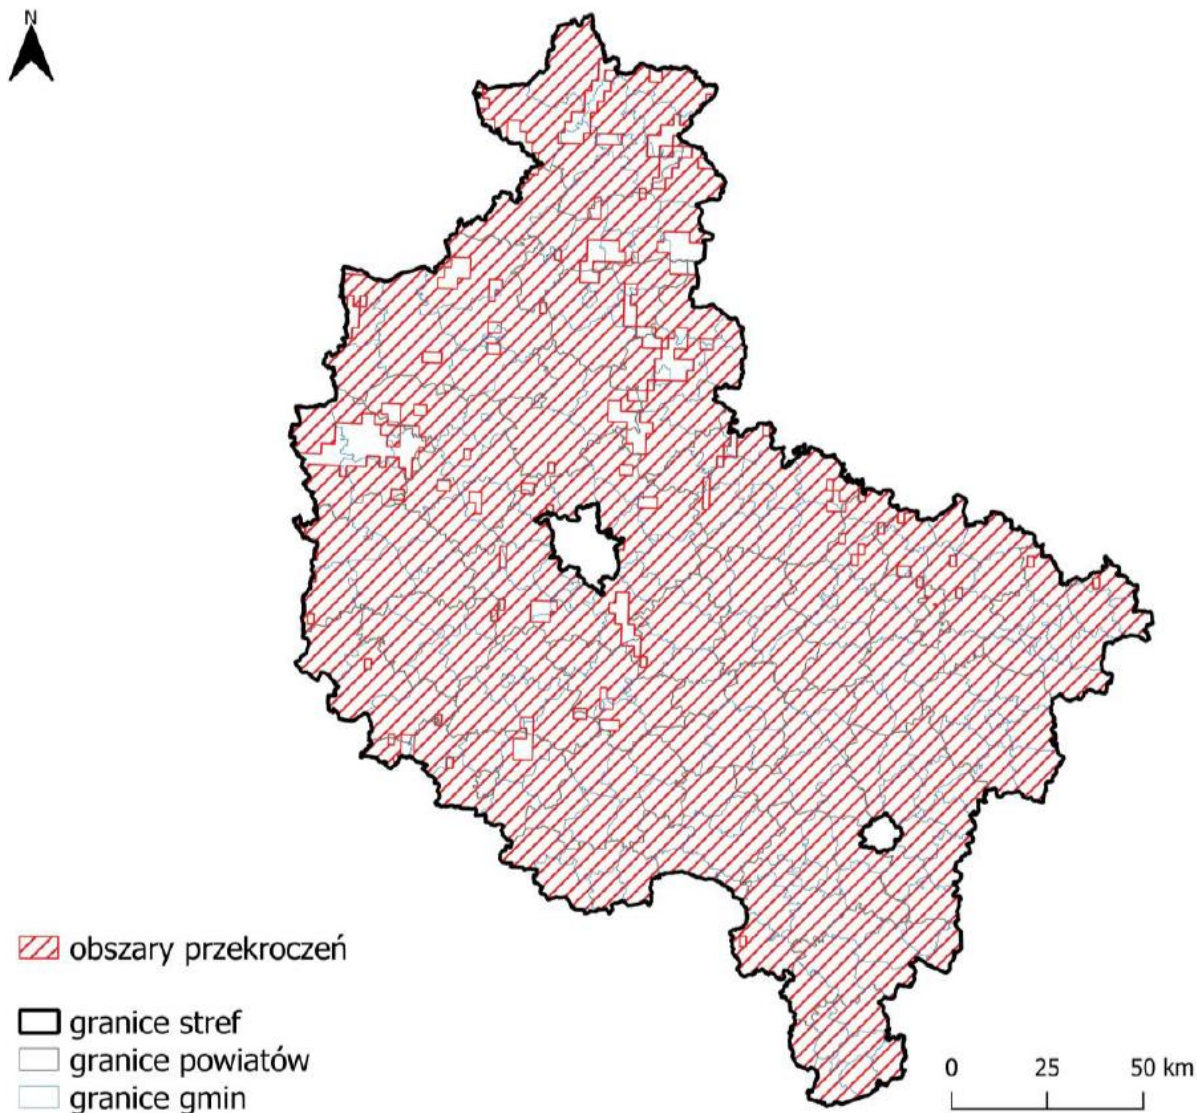 N
obszary przekroczeń
granice stref
granice powiatów
granice gmin
0 25 50 km